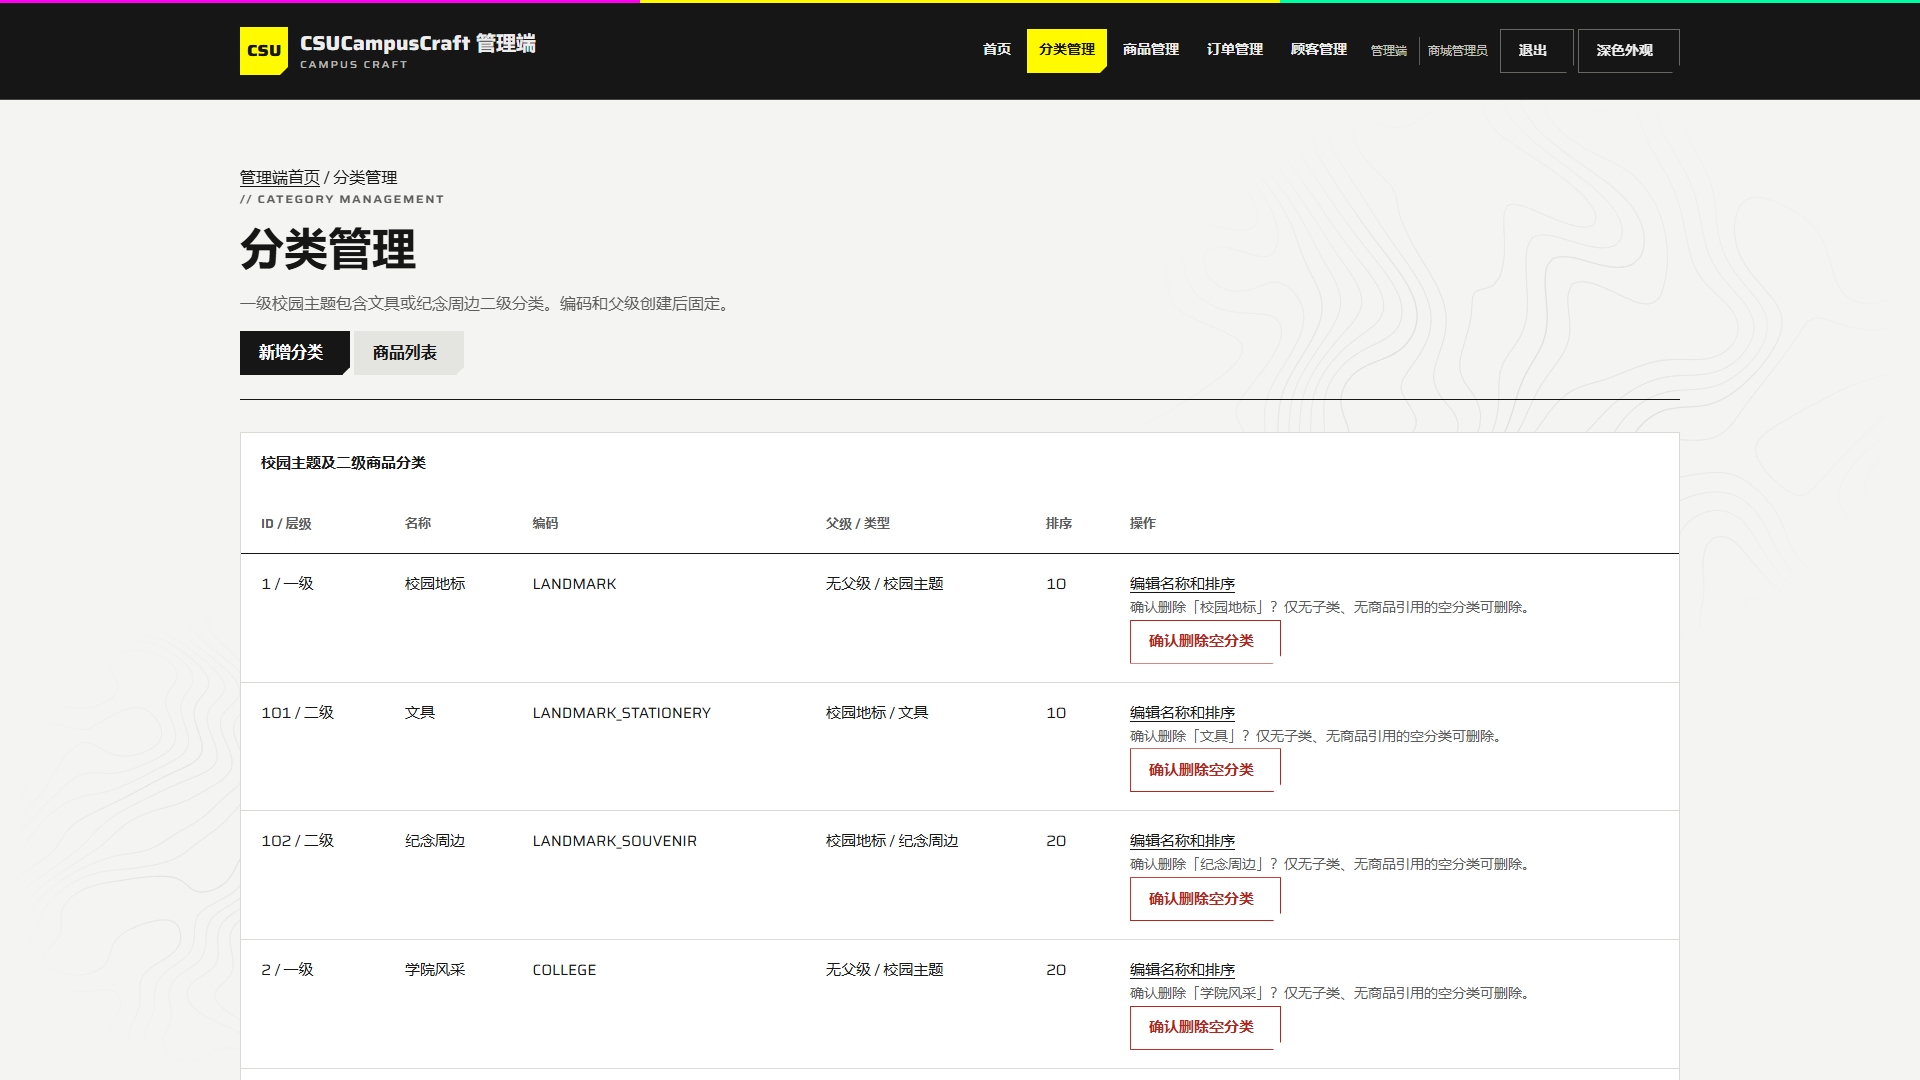 CSU
CSUCampusCraft 管理端
CAMPUS CRAFT
首页 分类管理 商品管理 订单管理 顾客管理 管理端 商城管理员 退出 深色外观
管理端首页 / 分类管理
// CATEGORY MANAGEMENT
分类管理
一级校园主题包含文具或纪念周边二级分类。编码和父级创建后固定。
新增分类 商品列表
校园主题及二级商品分类
ID / 层级 名称 编码 父级 / 类型 排序 操作
1 / 一级 校园地标 LANDMARK 无父级 / 校园主题 10 编辑名称和排序
确认删除「校园地标」？仅无子类、无商品引用的空分类可删除。
确认删除空分类
101 / 二级 文具 LANDMARK_STATIONERY 校园地标 / 文具 10 编辑名称和排序
确认删除「文具」？仅无子类、无商品引用的空分类可删除。
确认删除空分类
102 / 二级 纪念周边 LANDMARK_SOUVENIR 校园地标 / 纪念周边 20 编辑名称和排序
确认删除「纪念周边」？仅无子类、无商品引用的空分类可删除。
确认删除空分类
2 / 一级 学院风采 COLLEGE 无父级 / 校园主题 20 编辑名称和排序
确认删除「学院风采」？仅无子类、无商品引用的空分类可删除。
确认删除空分类